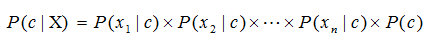 P(c | X) = P(x₁ | c) × P(x₂ | c) × ⋯ × P(xₙ | c) × P(c)